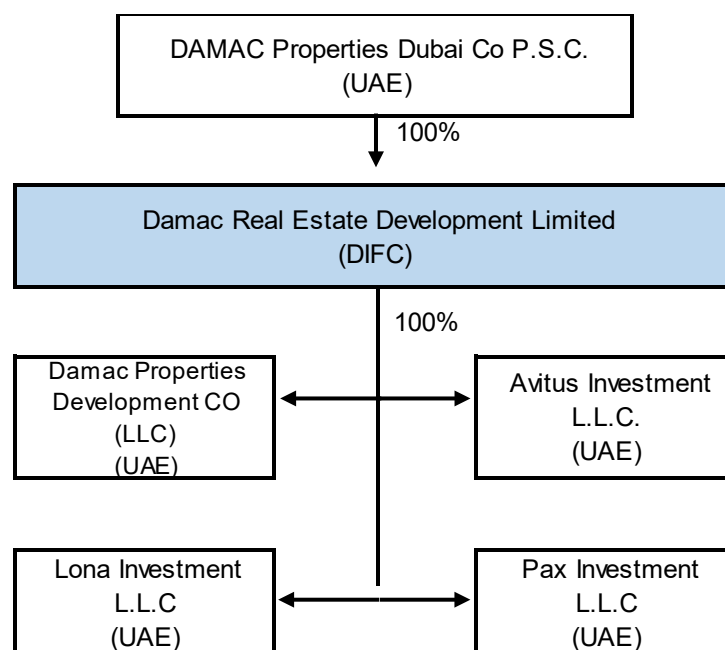 DAMAC Properties Dubai Co P.S.C.
(UAE)
100%
Damac Real Estate Development Limited
(DIFC)
100%
Damac Properties
Development CO
(LLC)
(UAE)
Avitus Investment
L.L.C.
(UAE)
Lona Investment
L.L.C
(UAE)
Pax Investment
L.L.C
(UAE)